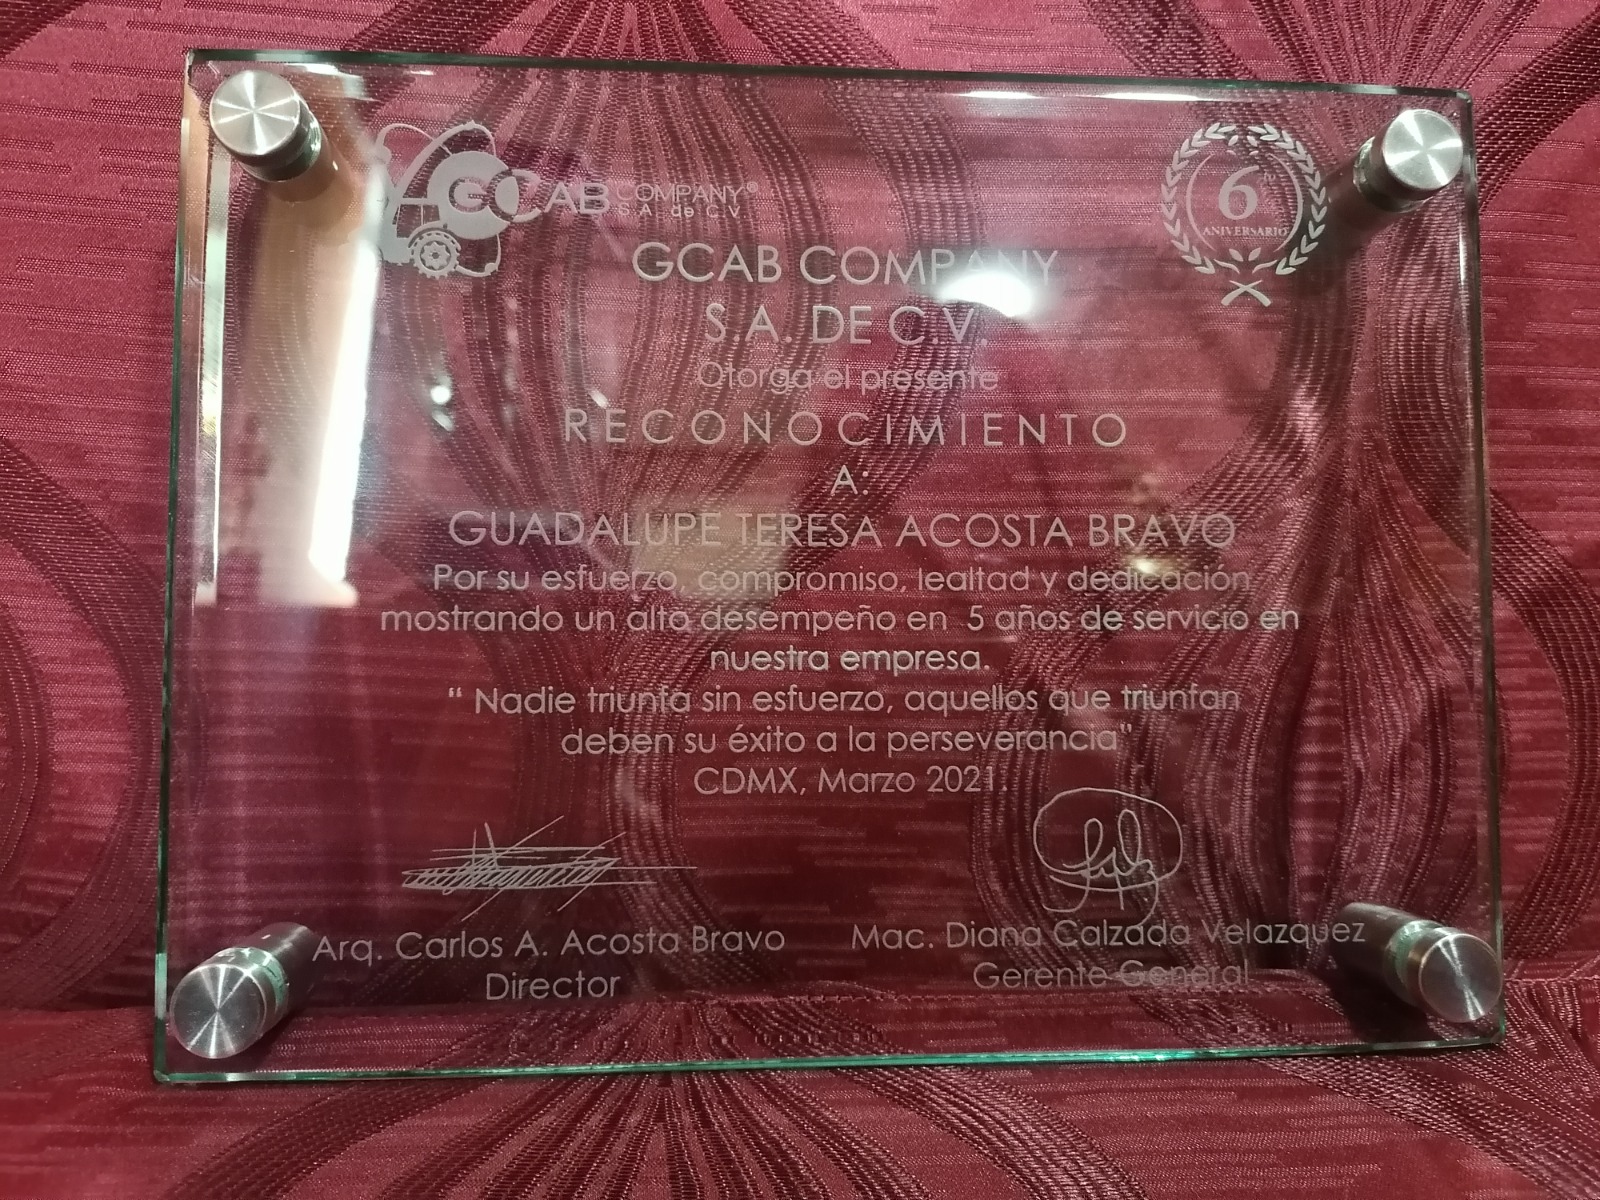 GCAB COMPANY®
S.A. de C.V.
6
ANIVERSARIO
GCAB COMPANY
S.A. DE C.V.
Otorga el presente
RECONOCIMIENTO
A:
GUADALUPE TERESA ACOSTA BRAVO
Por su esfuerzo, compromiso, lealtad y dedicación
mostrando un alto desempeño en 5 años de servicio en
nuestra empresa.
“ Nadie triunfa sin esfuerzo, aquellos que triunfan
deben su éxito a la perseverancia"
CDMX, Marzo 2021.
Arq. Carlos A. Acosta Bravo
Director
Mac. Diana Calzada Velazquez
Gerente General